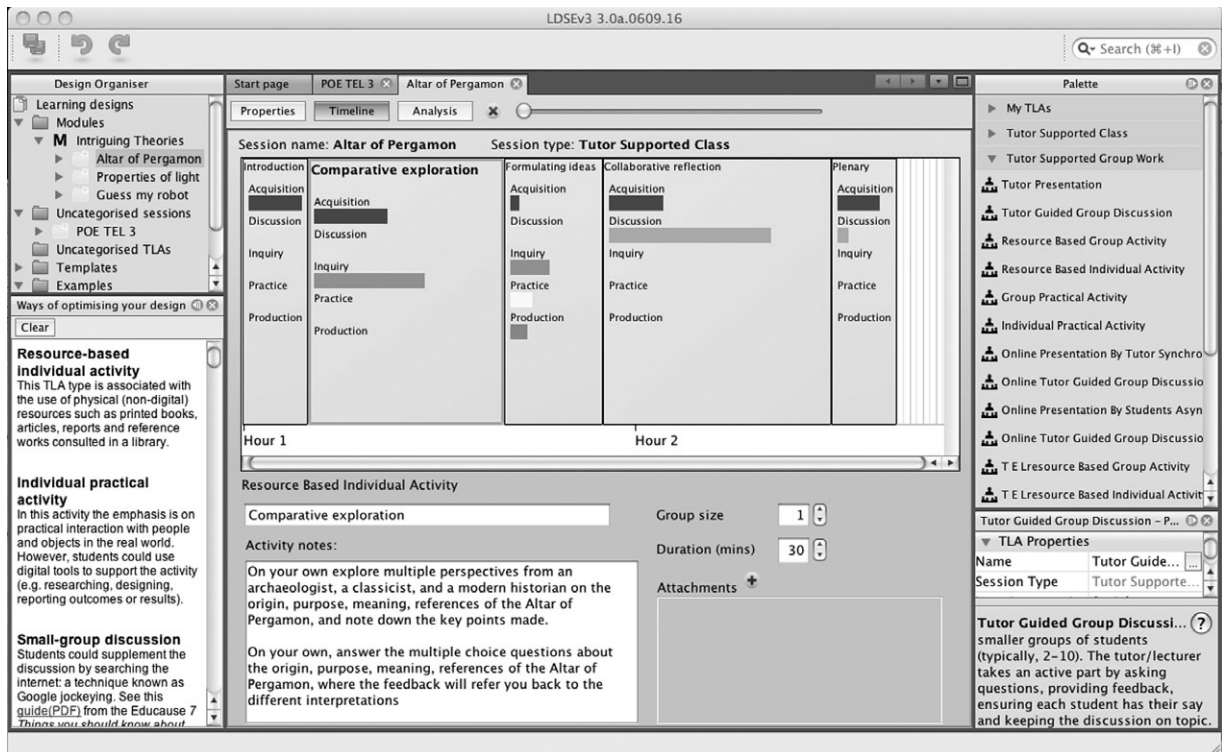 LDSEv3 3.0a.0609.16
Search (⌘+I)
Design Organiser
Learning designs
Modules
M Intriguing Theories
Altar of Pergamon
Properties of light
Guess my robot
Uncategorised sessions
POE TEL 3
Uncategorised TLAs
Templates
Examples
Ways of optimising your design
Clear
Resource-based
individual activity
This TLA type is associated with
the use of physical (non-digital)
resources such as printed books,
articles, reports and reference
works consulted in a library.
Individual practical
activity
In this activity the emphasis is on
practical interaction with people
and objects in the real world.
However, students could use
digital tools to support the activity
(e.g. researching, designing,
reporting outcomes or results).
Small-group discussion
Students could supplement the
discussion by searching the
internet: a technique known as
Google jockeying. See this
guide(PDF) from the Educause 7
Things you should know about
Start page POE TEL 3 Altar of Pergamon
Properties Timeline Analysis
Session name: Altar of Pergamon Session type: Tutor Supported Class
Introduction
Acquisition
Discussion
Inquiry
Practice
Production
Comparative exploration
Acquisition
Discussion
Inquiry
Practice
Production
Formulating ideas
Acquisition
Discussion
Inquiry
Practice
Production
Collaborative reflection
Acquisition
Discussion
Inquiry
Practice
Production
Plenary
Acquisition
Discussion
Inquiry
Practice
Production
Hour 1 Hour 2
Resource Based Individual Activity
Comparative exploration
Activity notes:
On your own explore multiple perspectives from an
archaeologist, a classicist, and a modern historian on the
origin, purpose, meaning, references of the Altar of
Pergamon, and note down the key points made.
On your own, answer the multiple choice questions about
the origin, purpose, meaning, references of the Altar of
Pergamon, where the feedback will refer you back to the
different interpretations
Group size 1
Duration (mins) 30
Attachments
Palette
My TLAs
Tutor Supported Class
Tutor Supported Group Work
Tutor Presentation
Tutor Guided Group Discussion
Resource Based Group Activity
Resource Based Individual Activity
Group Practical Activity
Individual Practical Activity
Online Presentation By Tutor Synchro
Online Tutor Guided Group Discussio
Online Presentation By Students Asyn
Online Tutor Guided Group Discussio
T E Lresource Based Group Activity
T E Lresource Based Individual Activit
Tutor Guided Group Discussion – P...
TLA Properties
Name Tutor Guide... ...
Session Type Tutor Supporte...
Tutor Guided Group Discussi... ?
smaller groups of students
(typically, 2–10). The tutor/lecturer
takes an active part by asking
questions, providing feedback,
ensuring each student has their say
and keeping the discussion on topic.